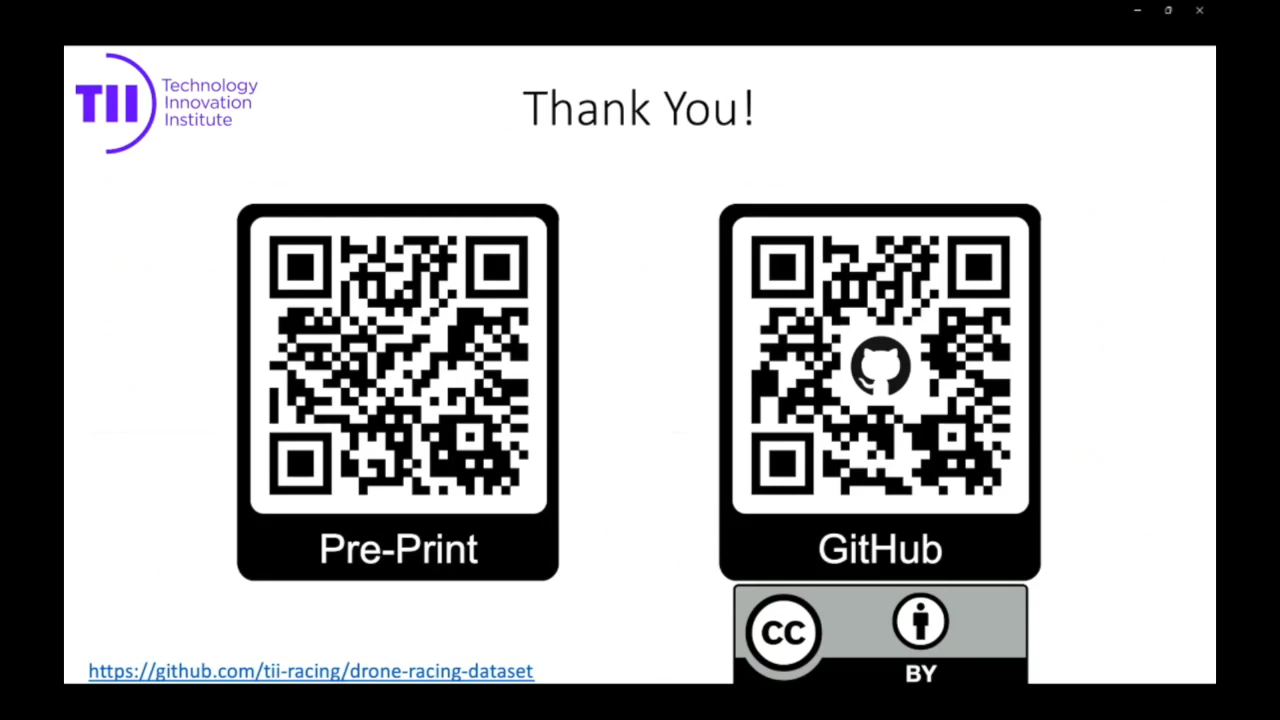 TII
Technology
Innovation
Institute
Thank You!
Pre-Print
GitHub
CC
BY
https://github.com/tii-racing/drone-racing-dataset